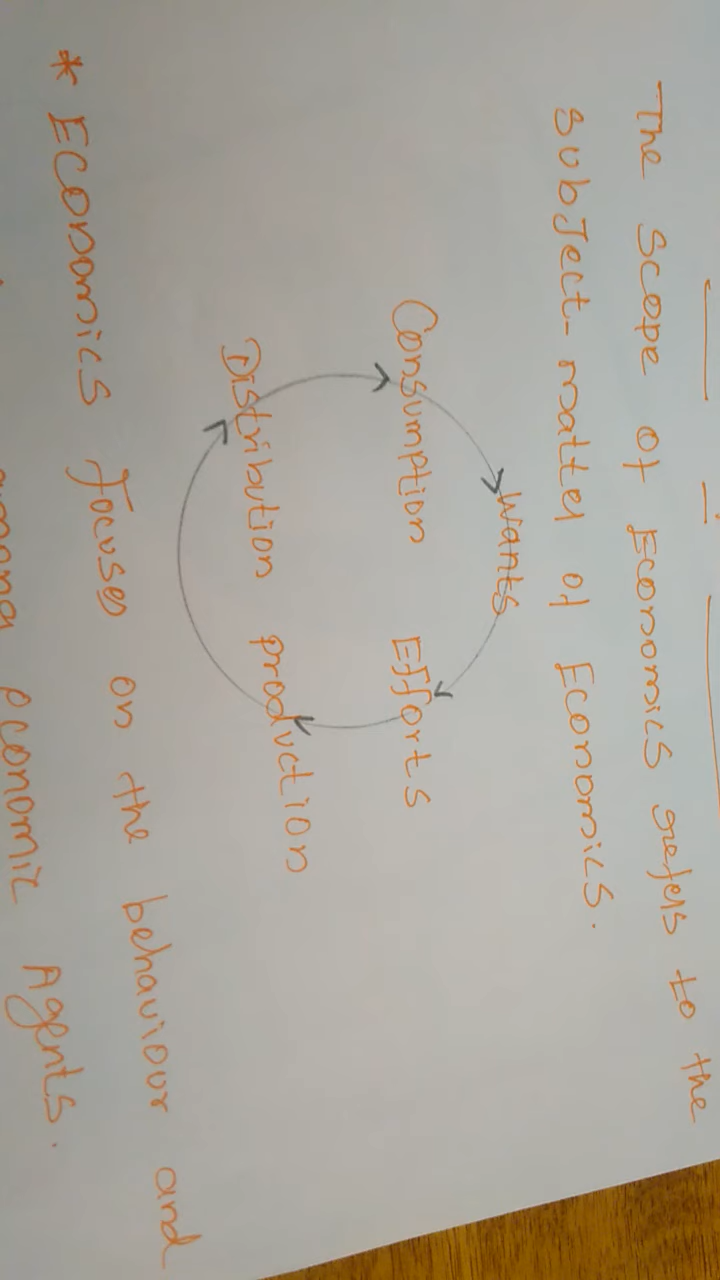 The Scope of Economics refers to the
subject-matter of Economics.
Wants
Consumption Efforts
Distribution production
* Economics focuses on the behaviour and
among economic Agents.